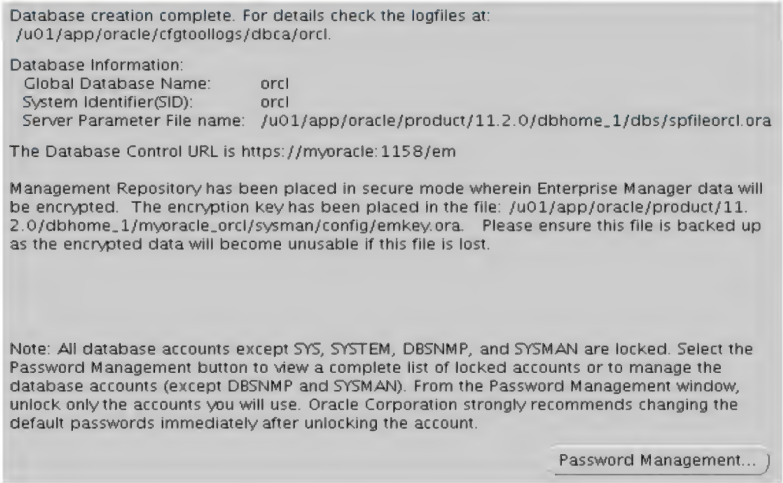 Database creation complete. For details check the logfiles at:
/u01/app/oracle/cfgtoollogs/dbca/orcl.
Database Information:
Global Database Name: orcl
System Identifier(SID): orcl
Server Parameter File name: /u01/app/oracle/product/11.2.0/dbhome_1/dbs/spfileorcl.ora
The Database Control URL is https://myoracle:1158/em
Management Repository has been placed in secure mode wherein Enterprise Manager data will
be encrypted. The encryption key has been placed in the file: /u01/app/oracle/product/11.
2.0/dbhome_1/myoracle_orcl/sysman/config/emkey.ora. Please ensure this file is backed up
as the encrypted data will become unusable if this file is lost.
Note: All database accounts except SYS, SYSTEM, DBSNMP, and SYSMAN are locked. Select the
Password Management button to view a complete list of locked accounts or to manage the
database accounts (except DBSNMP and SYSMAN). From the Password Management window,
unlock only the accounts you will use. Oracle Corporation strongly recommends changing the
default passwords immediately after unlocking the account.
Password Management...